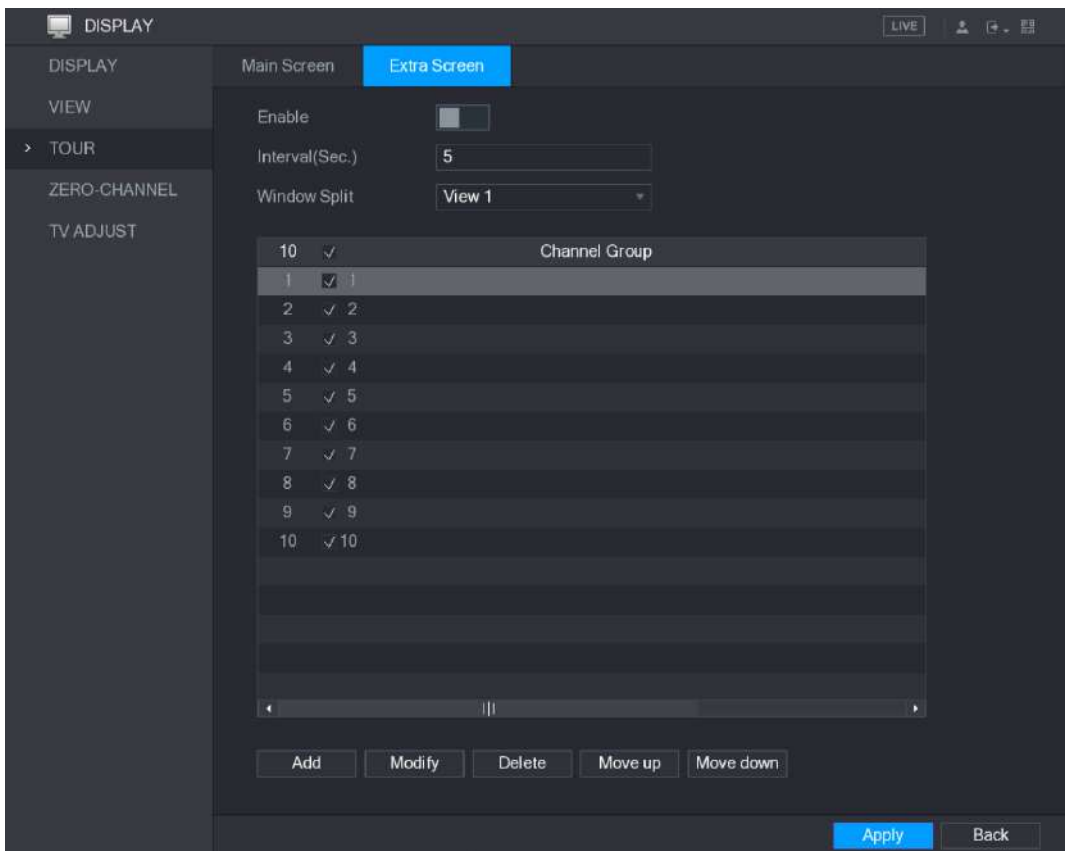 DISPLAY LIVE
DISPLAY
VIEW
TOUR
ZERO-CHANNEL
TV ADJUST
Main Screen Extra Screen
Enable
Interval(Sec.) 5
Window Split View 1
10 Channel Group
1 1
2 2
3 3
4 4
5 5
6 6
7 7
8 8
9 9
10 10
Add Modify Delete Move up Move down
Apply Back